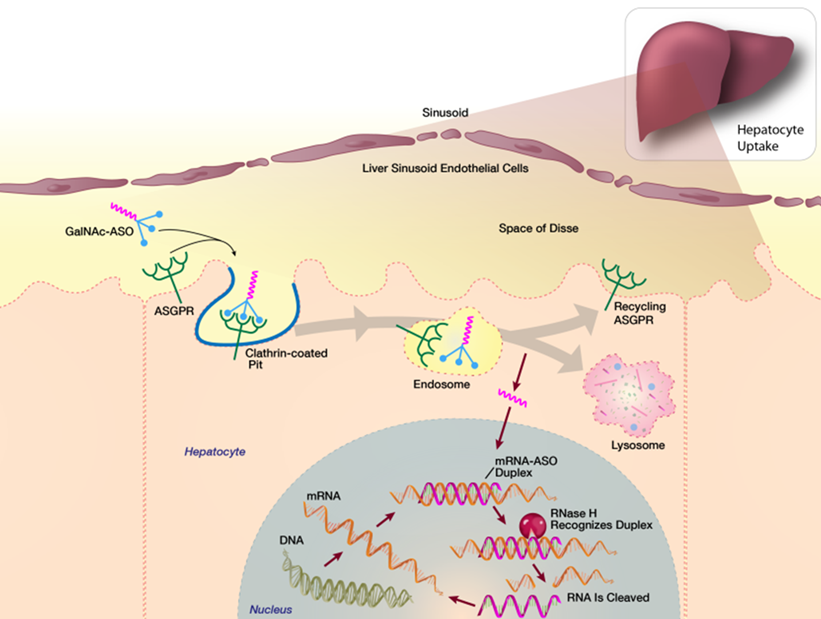 Hepatocyte
Uptake
Sinusoid
Liver Sinusoid Endothelial Cells
GalNAc-ASO
Space of Disse
ASGPR
Clathrin-coated
Pit
Endosome
Recycling
ASGPR
Lysosome
Hepatocyte
mRNA-ASO
Duplex
mRNA
RNase H
Recognizes Duplex
DNA
RNA Is Cleaved
Nucleus